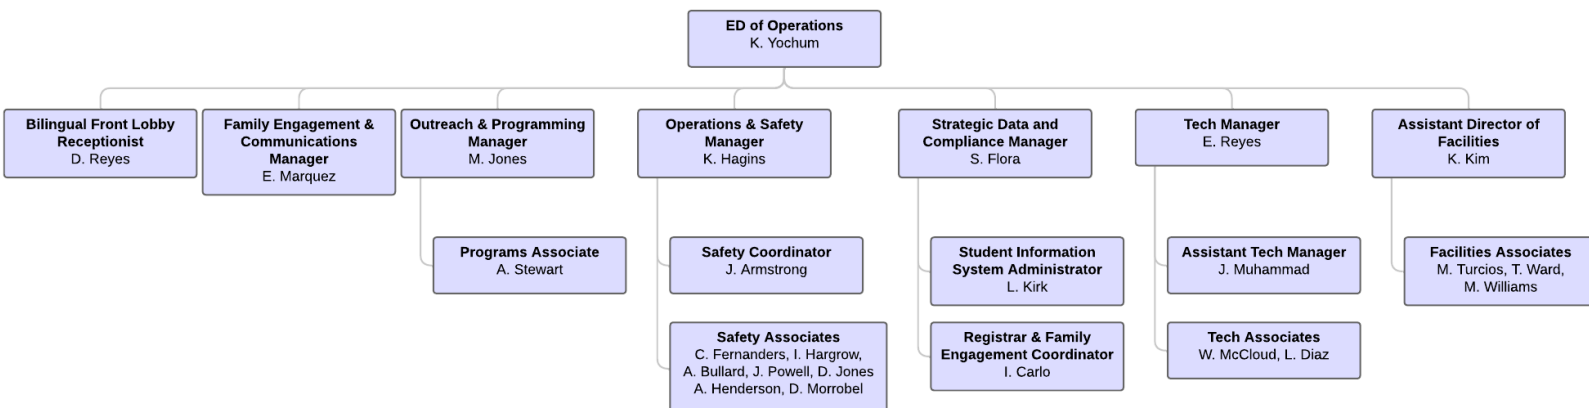 ED of Operations
K. Yochum
Bilingual Front Lobby
Receptionist
D. Reyes
Family Engagement &
Communications
Manager
E. Marquez
Outreach & Programming
Manager
M. Jones
Operations & Safety
Manager
K. Hagins
Strategic Data and
Compliance Manager
S. Flora
Tech Manager
E. Reyes
Assistant Director of
Facilities
K. Kim
Programs Associate
A. Stewart
Safety Coordinator
J. Armstrong
Student Information
System Administrator
L. Kirk
Assistant Tech Manager
J. Muhammad
Facilities Associates
M. Turcios, T. Ward,
M. Williams
Safety Associates
C. Fernanders, I. Hargrow,
A. Bullard, J. Powell, D. Jones
A. Henderson, D. Morrobel
Registrar & Family
Engagement Coordinator
I. Carlo
Tech Associates
W. McCloud, L. Diaz